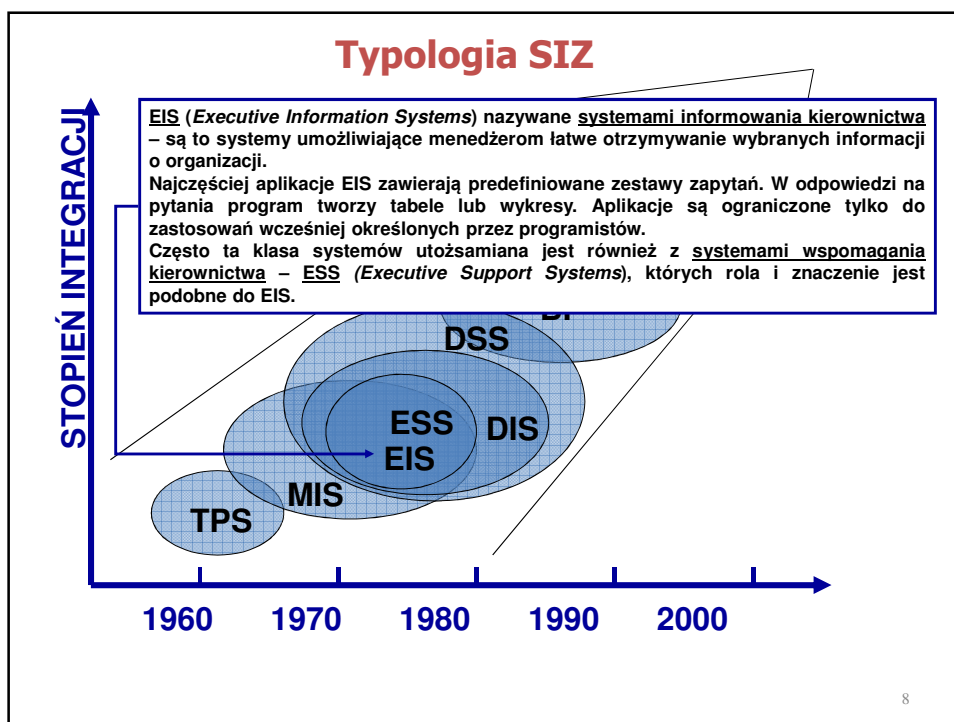 Typologia SIZ
STOPIEŃ INTEGRACJI
EIS (Executive Information Systems) nazywane systemami informowania kierownictwa
– są to systemy umożliwiające menedżerom łatwe otrzymywanie wybranych informacji
o organizacji.
Najczęściej aplikacje EIS zawierają predefiniowane zestawy zapytań. W odpowiedzi na
pytania program tworzy tabele lub wykresy. Aplikacje są ograniczone tylko do
zastosowań wcześniej określonych przez programistów.
Często ta klasa systemów utożsamiana jest również z systemami wspomagania
kierownictwa – ESS (Executive Support Systems), których rola i znaczenie jest
podobne do EIS.
DSS
ESS
DIS
EIS
MIS
TPS
1960 1970 1980 1990 2000
8